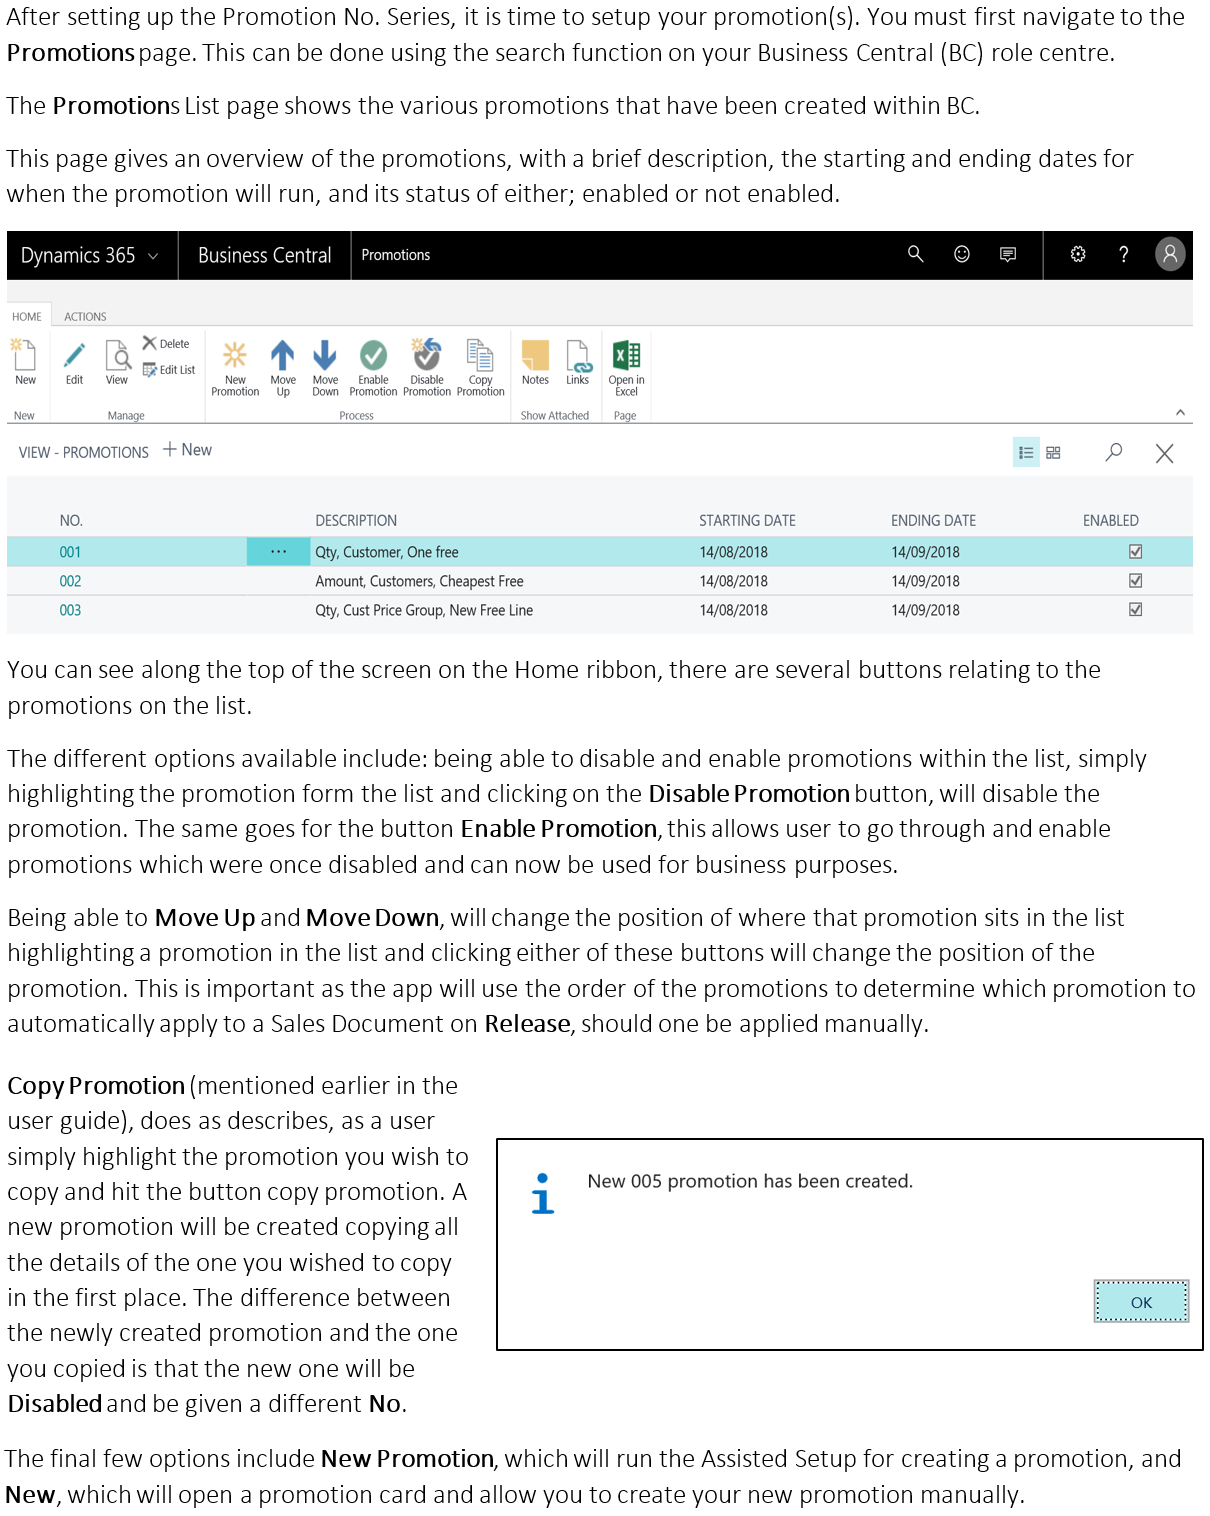 After setting up the Promotion No. Series, it is time to setup your promotion(s). You must first navigate to the
Promotions page. This can be done using the search function on your Business Central (BC) role centre.
The Promotions List page shows the various promotions that have been created within BC.
This page gives an overview of the promotions, with a brief description, the starting and ending dates for
when the promotion will run, and its status of either; enabled or not enabled.
Dynamics 365 Business Central Promotions ?
HOME ACTIONS
New Edit View Delete Edit List New Promotion Move Up Move Down Enable Promotion Disable Promotion Copy Promotion Notes Links Open in Excel
New Manage Process Show Attached Page
VIEW - PROMOTIONS + New
NO. DESCRIPTION STARTING DATE ENDING DATE ENABLED
001 ... Qty, Customer, One free 14/08/2018 14/09/2018
002 Amount, Customers, Cheapest Free 14/08/2018 14/09/2018
003 Qty, Cust Price Group, New Free Line 14/08/2018 14/09/2018
You can see along the top of the screen on the Home ribbon, there are several buttons relating to the
promotions on the list.
The different options available include: being able to disable and enable promotions within the list, simply
highlighting the promotion form the list and clicking on the Disable Promotion button, will disable the
promotion. The same goes for the button Enable Promotion, this allows user to go through and enable
promotions which were once disabled and can now be used for business purposes.
Being able to Move Up and Move Down, will change the position of where that promotion sits in the list
highlighting a promotion in the list and clicking either of these buttons will change the position of the
promotion. This is important as the app will use the order of the promotions to determine which promotion to
automatically apply to a Sales Document on Release, should one be applied manually.
Copy Promotion (mentioned earlier in the
user guide), does as describes, as a user
simply highlight the promotion you wish to
copy and hit the button copy promotion. A
new promotion will be created copying all
the details of the one you wished to copy
in the first place. The difference between
the newly created promotion and the one
you copied is that the new one will be
Disabled and be given a different No.
New 005 promotion has been created.
OK
The final few options include New Promotion, which will run the Assisted Setup for creating a promotion, and
New, which will open a promotion card and allow you to create your new promotion manually.